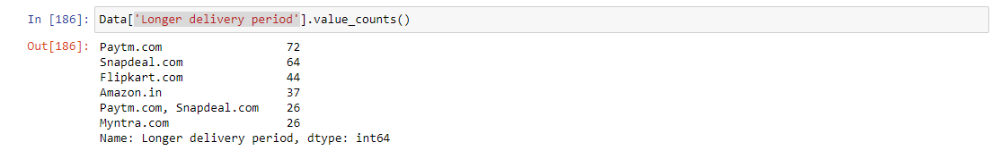 In [186]: Data['Longer delivery period'].value_counts()
Out[186]: Paytm.com 72
Snapdeal.com 64
Flipkart.com 44
Amazon.in 37
Paytm.com, Snapdeal.com 26
Myntra.com 26
Name: Longer delivery period, dtype: int64